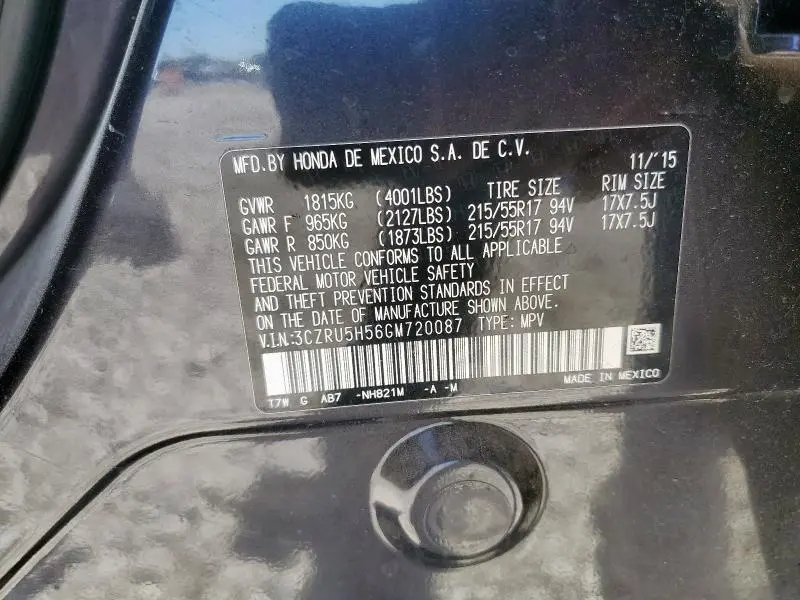 MFD.BY HONDA DE MEXICO S.A. DE C.V. 11/'15
GVWR 1815KG (4001LBS) TIRE SIZE RIM SIZE
GAWR F 965KG (2127LBS) 215/55R17 94V 17X7.5J
GAWR R 850KG (1873LBS) 215/55R17 94V 17X7.5J
THIS VEHICLE CONFORMS TO ALL APPLICABLE
FEDERAL MOTOR VEHICLE SAFETY
AND THEFT PREVENTION STANDARDS IN EFFECT
ON THE DATE OF MANUFACTURE SHOWN ABOVE.
V.IN:3CZRU5H56GM720087 TYPE: MPV
T7W G AB7 -NH821M -A -M MADE IN MEXICO